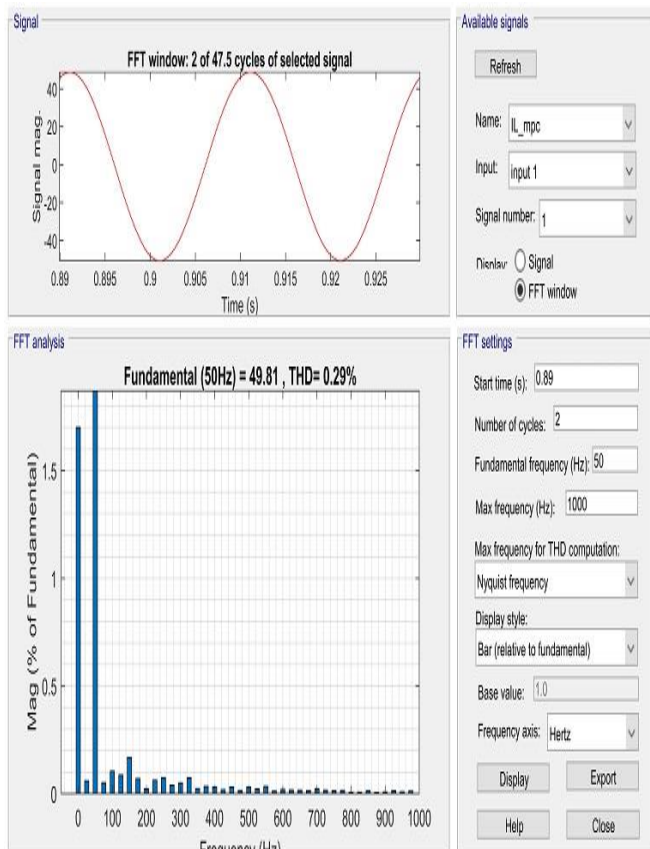 Signal
FFT window: 2 of 47.5 cycles of selected signal
40
20
0
-20
-40
Signal mag.
0.89 0.895 0.9 0.905 0.91 0.915 0.92 0.925
Time (s)
Available signals
Refresh
Name: IL_mpc
Input: input 1
Signal number: 1
Display: Signal
FFT window
FFT analysis
Fundamental (50Hz) = 49.81 , THD= 0.29%
1.5
1
0.5
0
Mag (% of Fundamental)
0 100 200 300 400 500 600 700 800 900 1000
Frequency (Hz)
FFT settings
Start time (s): 0.89
Number of cycles: 2
Fundamental frequency (Hz): 50
Max frequency (Hz): 1000
Max frequency for THD computation:
Nyquist frequency
Display style:
Bar (relative to fundamental)
Base value: 1.0
Frequency axis: Hertz
Display Export
Help Close